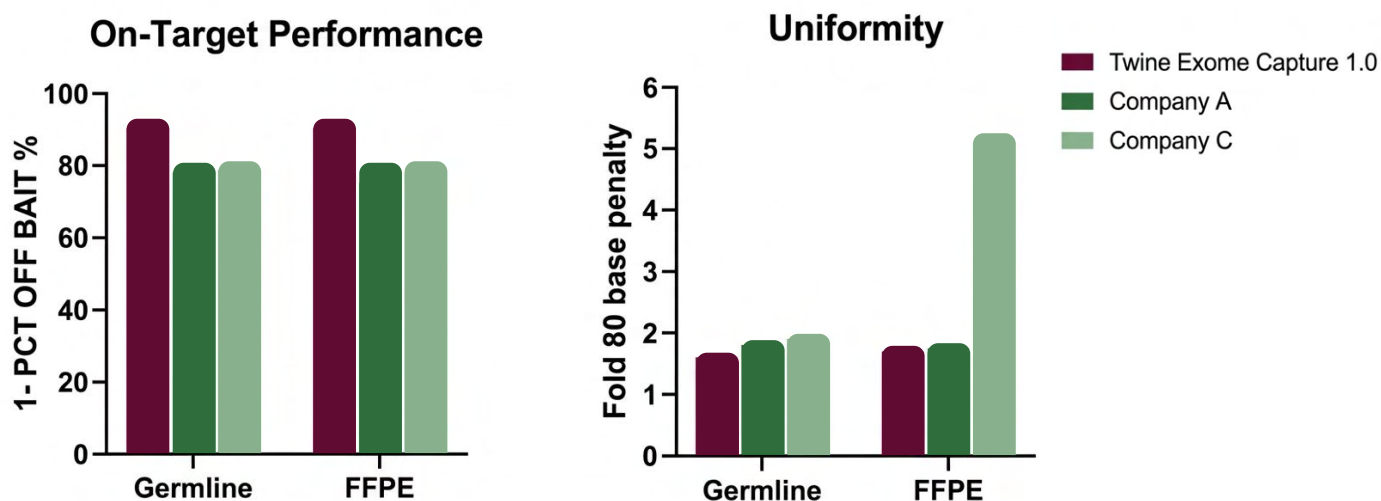 On-Target Performance
1- PCT OFF BAIT %
100
80
60
40
20
0
Germline
FFPE
Uniformity
Fold 80 base penalty
6
5
4
3
2
1
0
Germline
FFPE
Twine Exome Capture 1.0
Company A
Company C